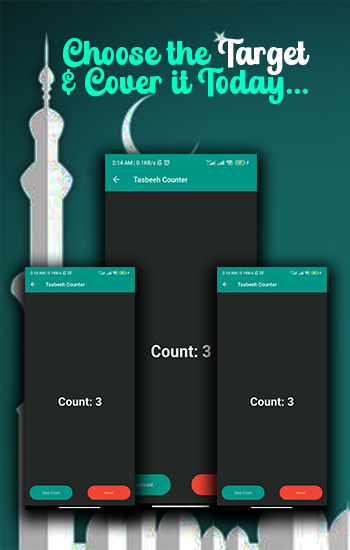 Choose the Target
& Cover it Today...
2:14 AM | 0.1KB/s
Tasbeeh Counter
Count: 3
2:14 AM | 0.1KB/s
Tasbeeh Counter
Count: 3
Save Count
Reset
2:14 AM | 0.1KB/s
Tasbeeh Counter
Count: 3
Save Count
Reset